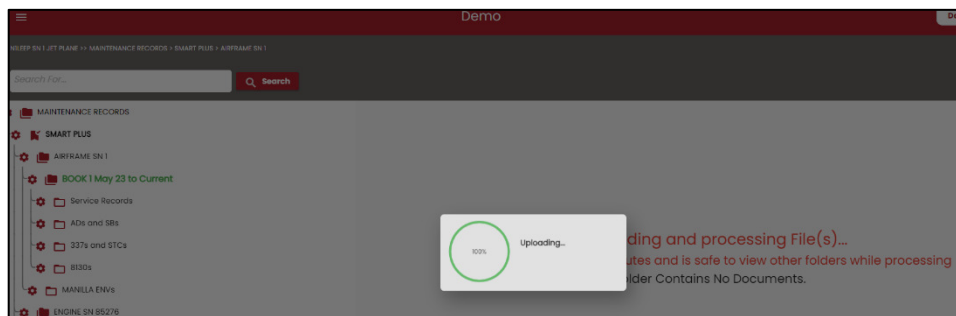 Demo
SN 1 JET PLANE >> MAINTENANCE RECORDS > SMART PLUS > AIRFRAME SN 1
Search For...
Search
MAINTENANCE RECORDS
SMART PLUS
AIRFRAME SN 1
BOOK 1 May 23 to Current
Service Records
ADs and SBs
337s and STCs
8130s
MANILLA ENVs
ENGINE SN 85276
100%
Uploading...
ding and processing File(s)...
utes and is safe to view other folders while processing
lder Contains No Documents.